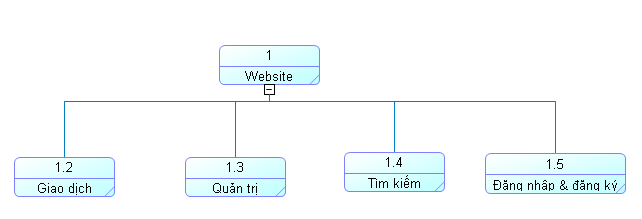 1
Website
1.2
Giao dịch
1.3
Quản trị
1.4
Tìm kiếm
1.5
Đăng nhập & đăng ký